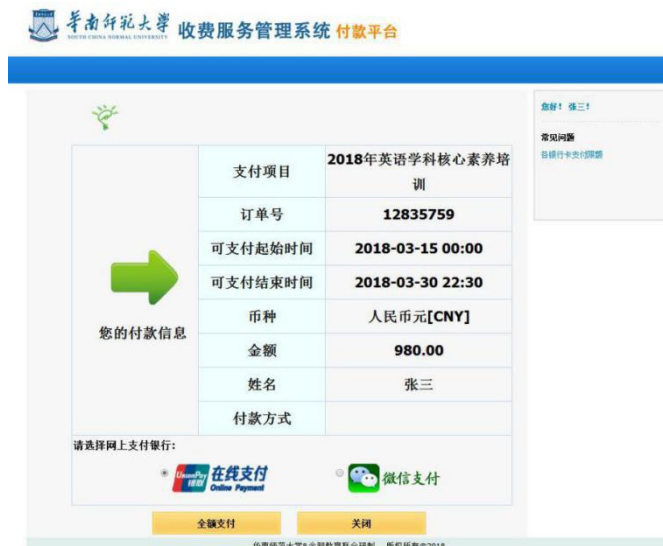 華南師範大學 收费服务管理系统 付款平台
SOUTH CHINA NORMAL UNIVERSITY
您好！ 张三！
常见问题
各银行卡支付限额
您的付款信息
支付项目 2018年英语学科核心素养培
训
订单号 12835759
可支付起始时间 2018-03-15 00:00
可支付结束时间 2018-03-30 22:30
币种 人民币元[CNY]
金额 980.00
姓名 张三
付款方式
请选择网上支付银行:
UnionPay 银联 在线支付 Online Payment
微信支付
全额支付 关闭